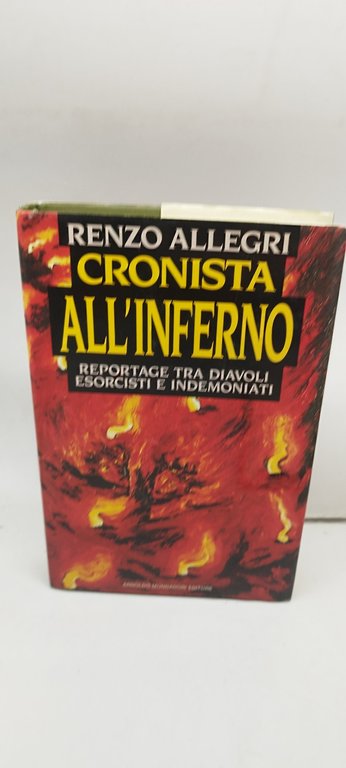 RENZO ALLEGRI
CRONISTA
ALL'INFERNO
REPORTAGE TRA DIAVOLI
ESORCISTI E INDEMONIATI
ARNOLDO MONDADORI EDITORE